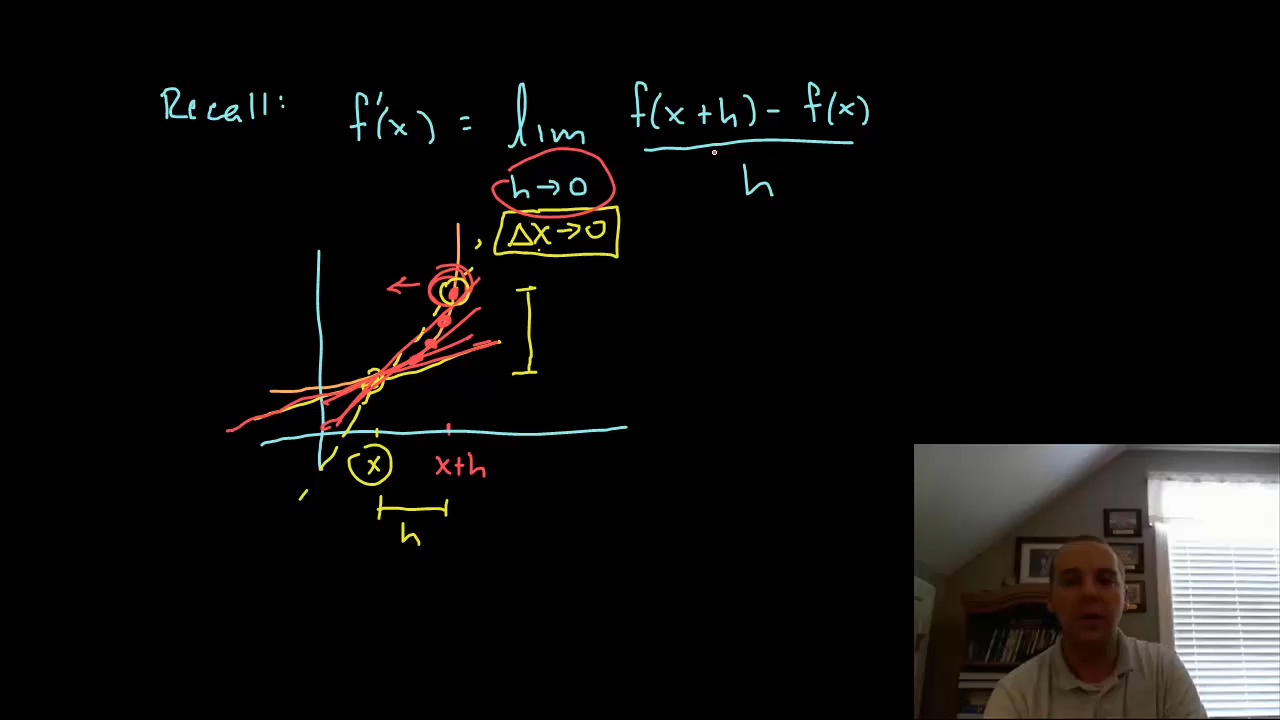 Recall: f'(x) = lim f(x+h) - f(x)
h→0 h
Δx→0
x x+h
h